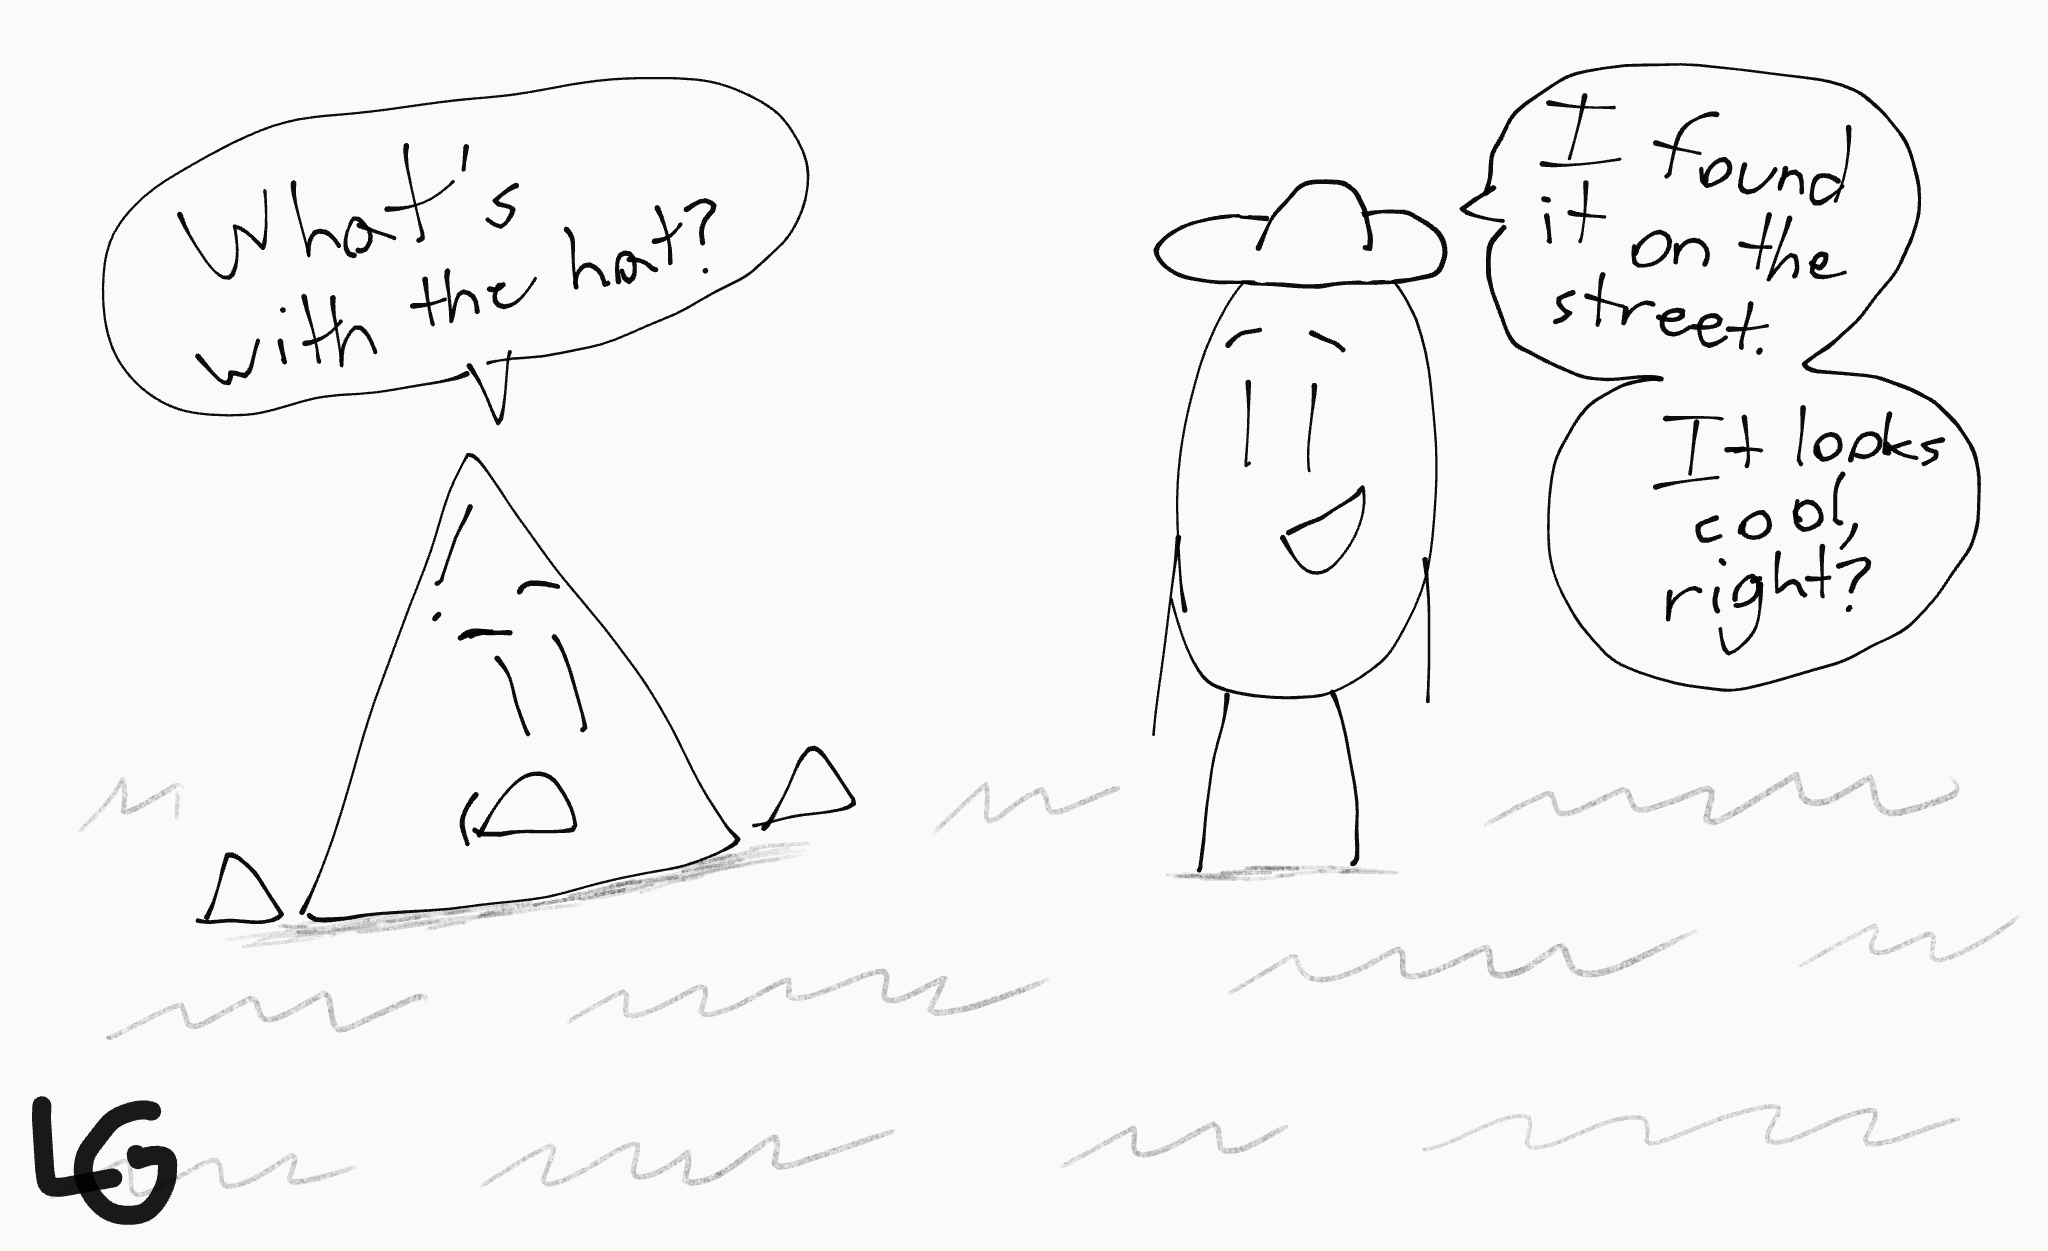 What's
with the hat?
I found
it on the
street.
It looks
cool,
right?
LG